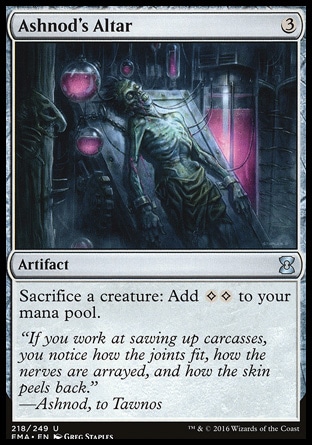 Ashnod's Altar 3
Artifact
Sacrifice a creature: Add ◇◇ to your
mana pool.
"If you work at sawing up carcasses,
you notice how the joints fit, how the
nerves are arrayed, and how the skin
peels back."
—Ashnod, to Tawnos
218/249 U
EMA • EN Greg Staples
™ & © 2016 Wizards of the Coast